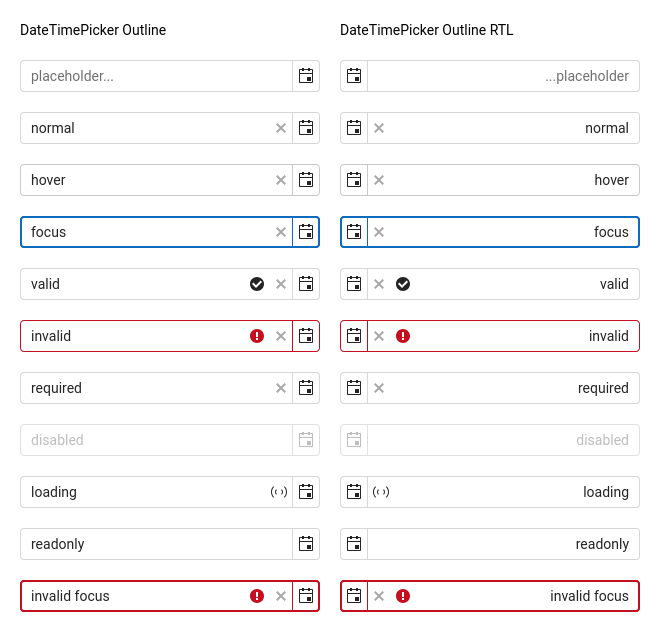 DateTimePicker Outline
placeholder...
normal
hover
focus
valid
invalid
required
disabled
loading
readonly
invalid focus
DateTimePicker Outline RTL
...placeholder
normal
hover
focus
valid
invalid
required
disabled
loading
readonly
invalid focus